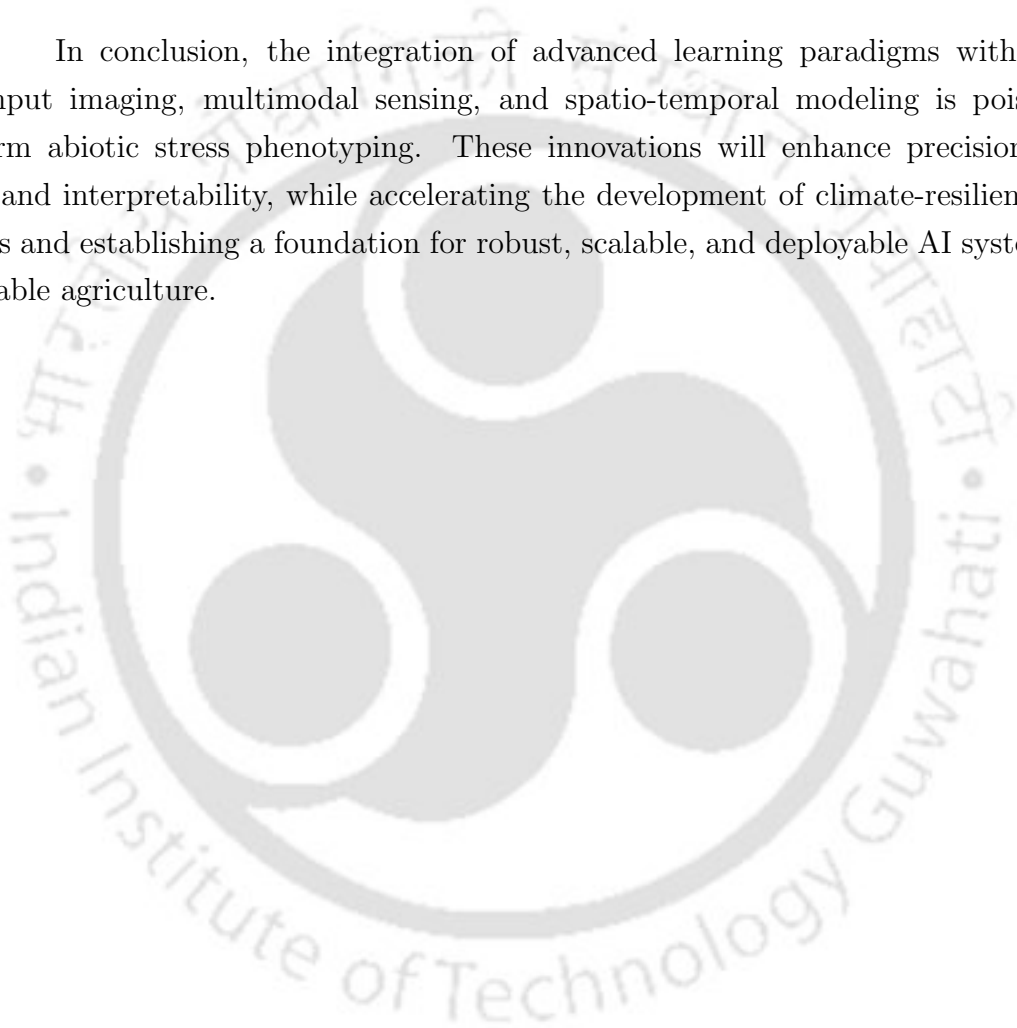 In conclusion, the integration of advanced learning paradigms with
nput imaging, multimodal sensing, and spatio-temporal modeling is pois
rm abiotic stress phenotyping. These innovations will enhance precision
and interpretability, while accelerating the development of climate-resilien
s and establishing a foundation for robust, scalable, and deployable AI syste
able agriculture.
Indian Institute of Technology Guwahati